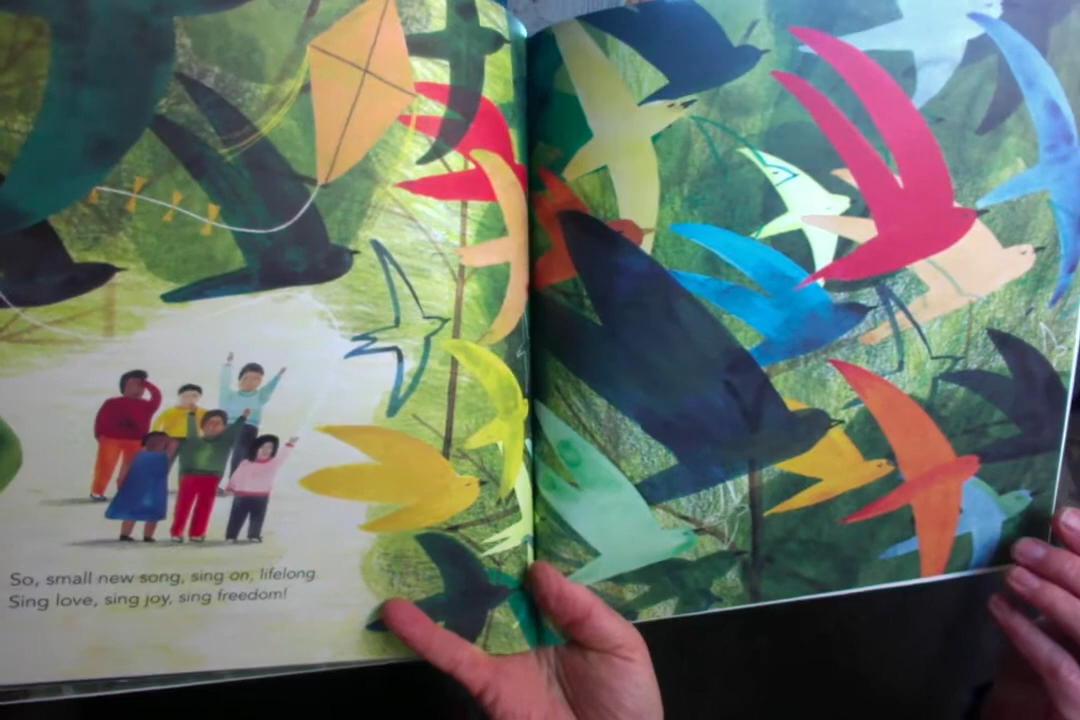 So, small new song, sing on, lifelong.
Sing love, sing joy, sing freedom!